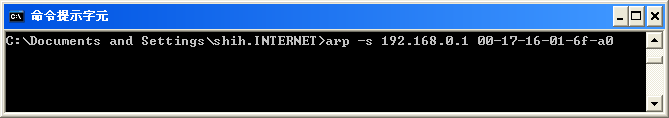 命令提示字元
C:\Documents and Settings\shih.INTERNET>arp -s 192.168.0.1 00-17-16-01-6f-a0